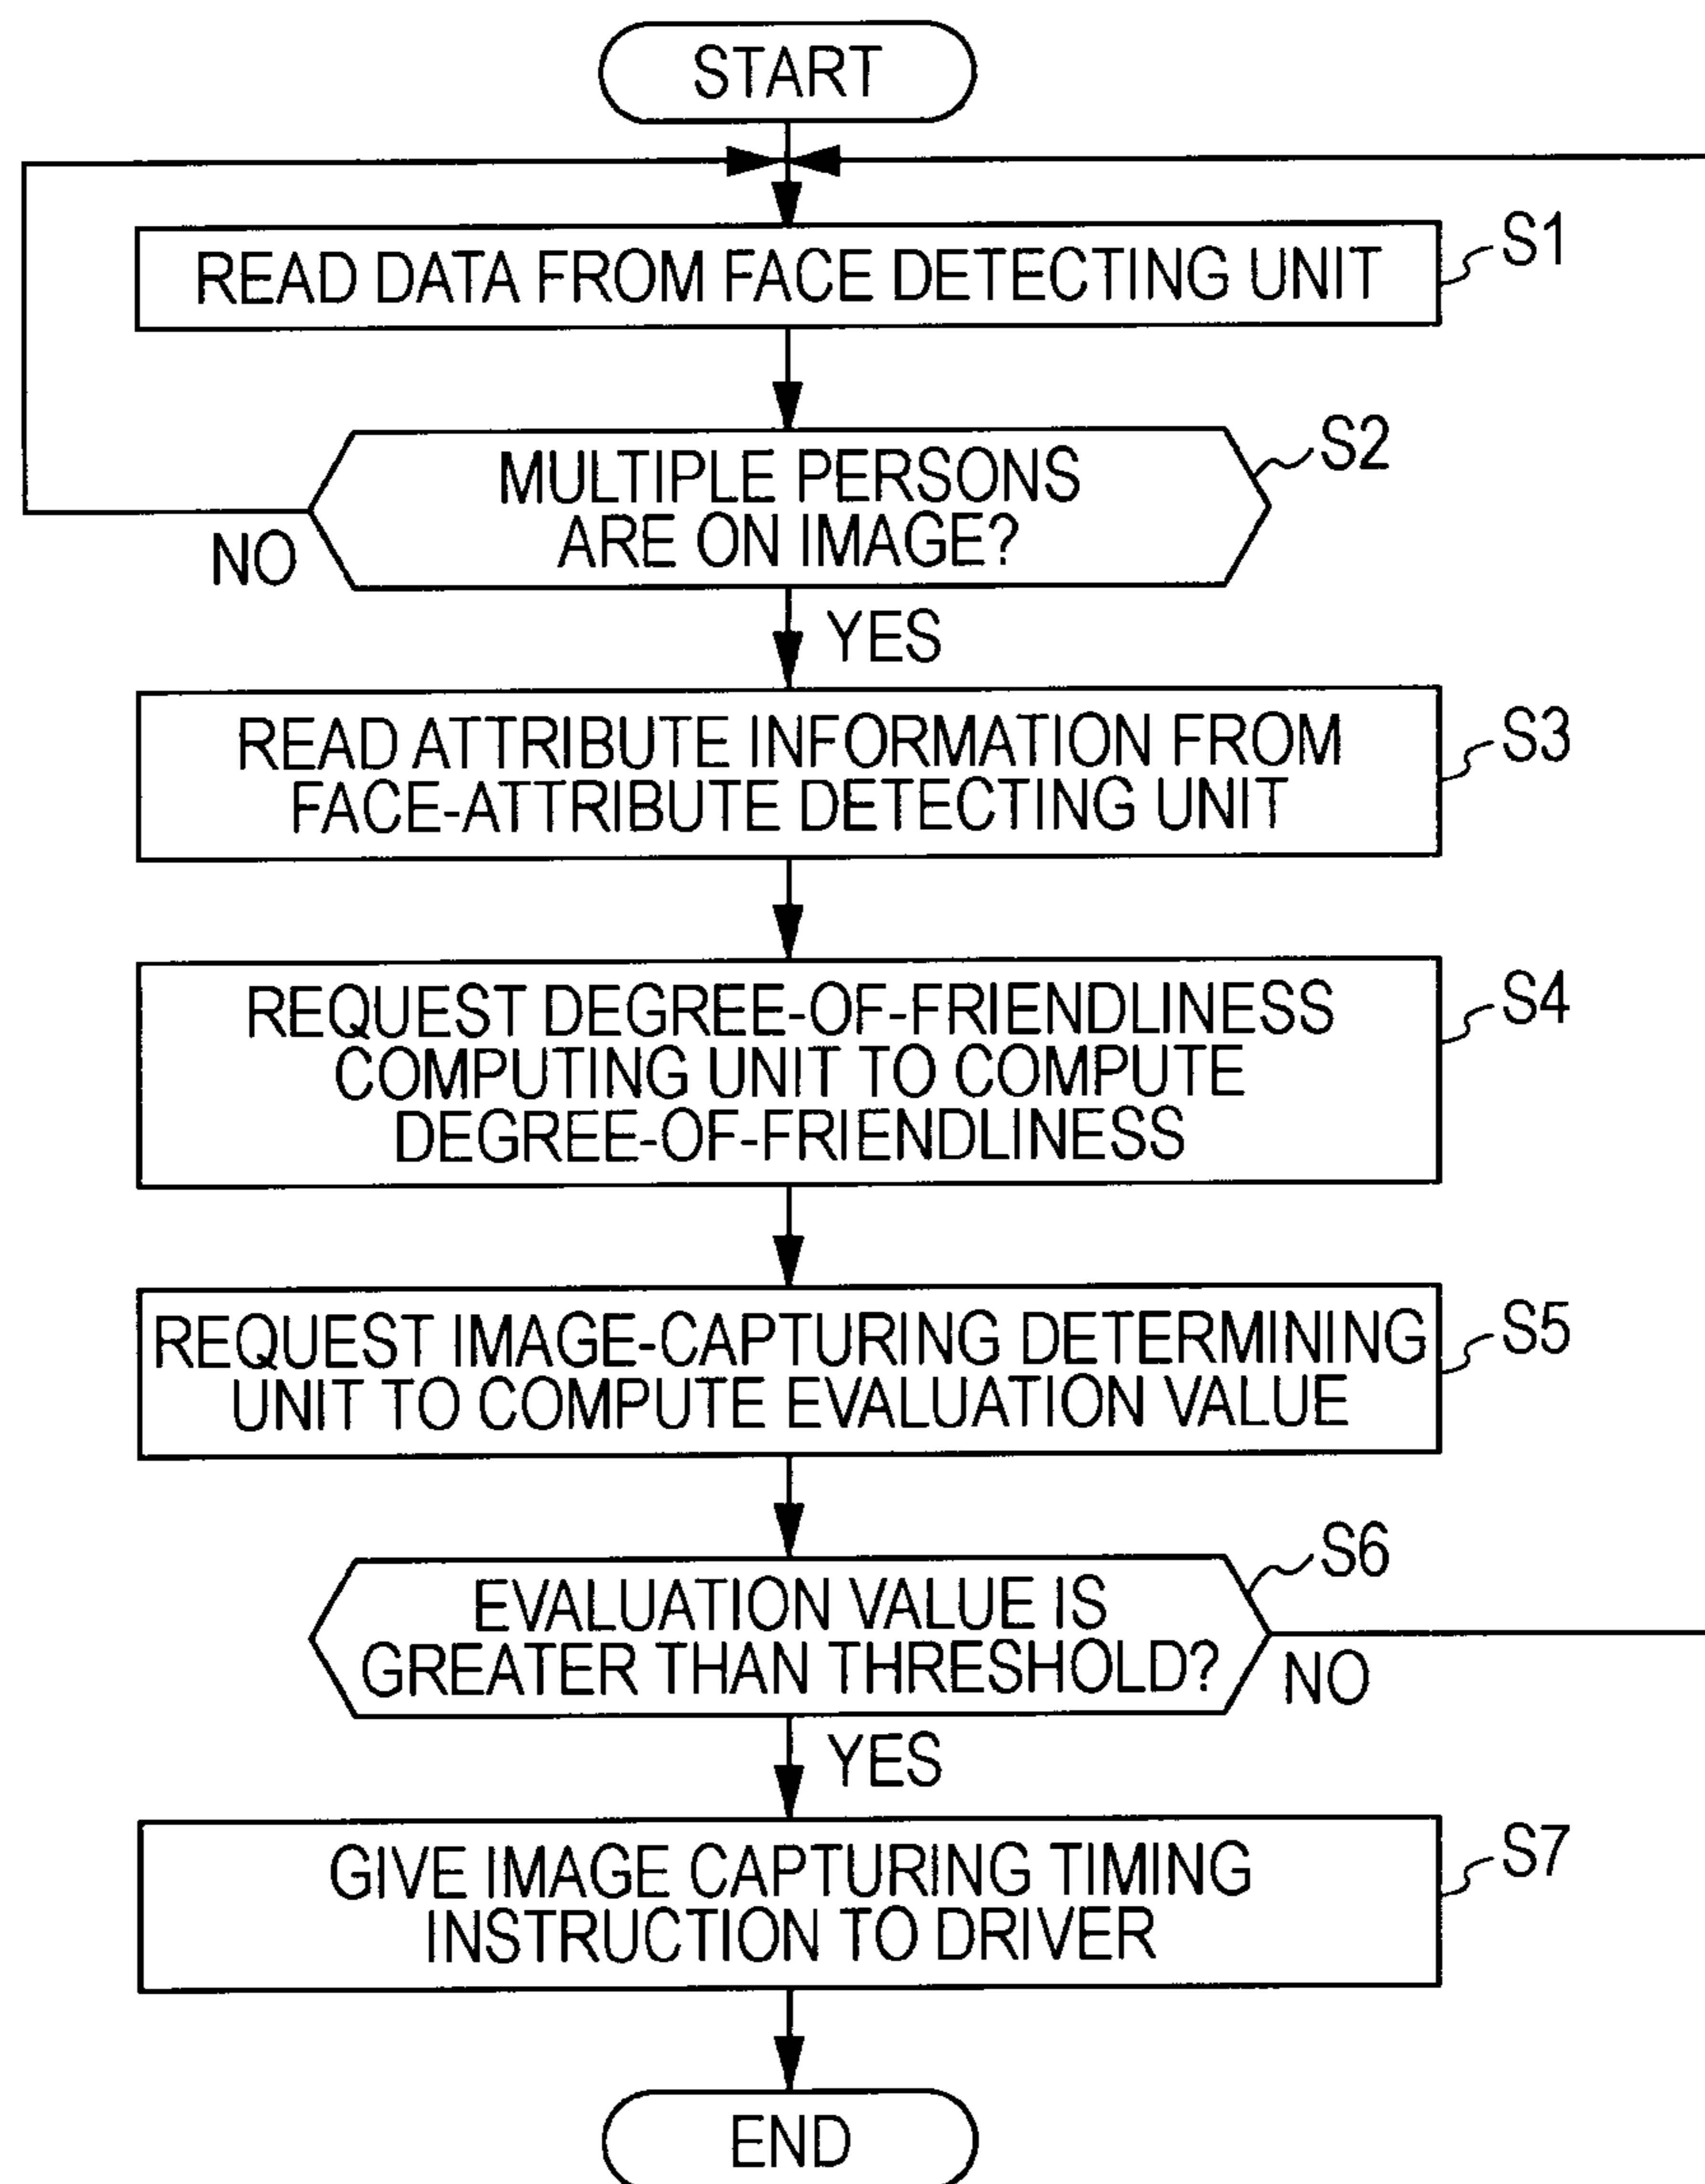 START
READ DATA FROM FACE DETECTING UNIT
S1
MULTIPLE PERSONS
ARE ON IMAGE?
S2
NO
YES
READ ATTRIBUTE INFORMATION FROM
FACE-ATTRIBUTE DETECTING UNIT
S3
REQUEST DEGREE-OF-FRIENDLINESS
COMPUTING UNIT TO COMPUTE
DEGREE-OF-FRIENDLINESS
S4
REQUEST IMAGE-CAPTURING DETERMINING
UNIT TO COMPUTE EVALUATION VALUE
S5
EVALUATION VALUE IS
GREATER THAN THRESHOLD?
S6
NO
YES
GIVE IMAGE CAPTURING TIMING
INSTRUCTION TO DRIVER
S7
END